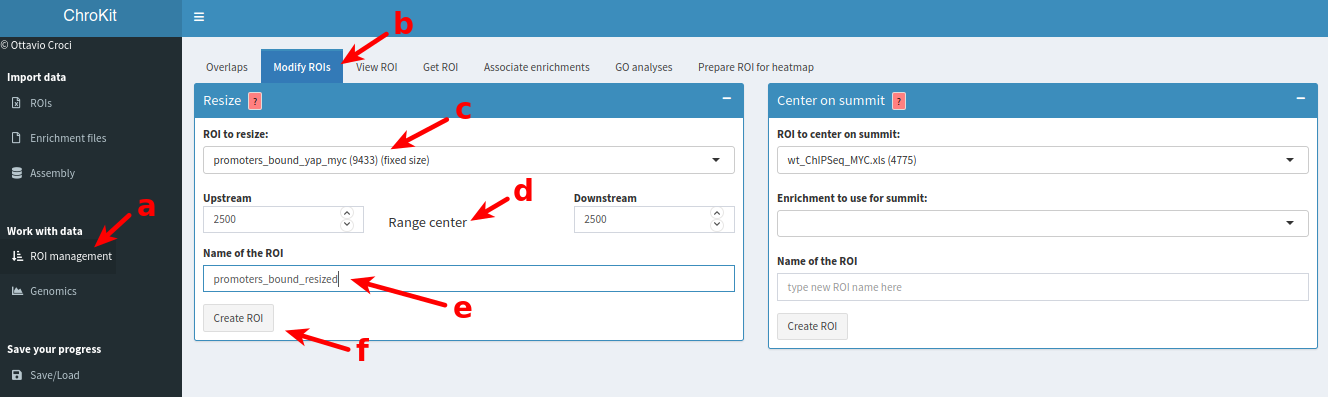 ChroKit
b
© Ottavio Croci
Import data
ROIs
Enrichment files
Assembly
a
Work with data
ROI management
Genomics
Save your progress
Save/Load
Overlaps Modify ROIs View ROI Get ROI Associate enrichments GO analyses Prepare ROI for heatmap
Resize ?
c
ROI to resize:
promoters_bound_yap_myc (9433) (fixed size)
d
Upstream Downstream
2500 Range center 2500
Name of the ROI
promoters_bound_resized
e
Create ROI
f
Center on summit ?
ROI to center on summit:
wt_ChIPSeq_MYC.xls (4775)
Enrichment to use for summit:
Name of the ROI
type new ROI name here
Create ROI